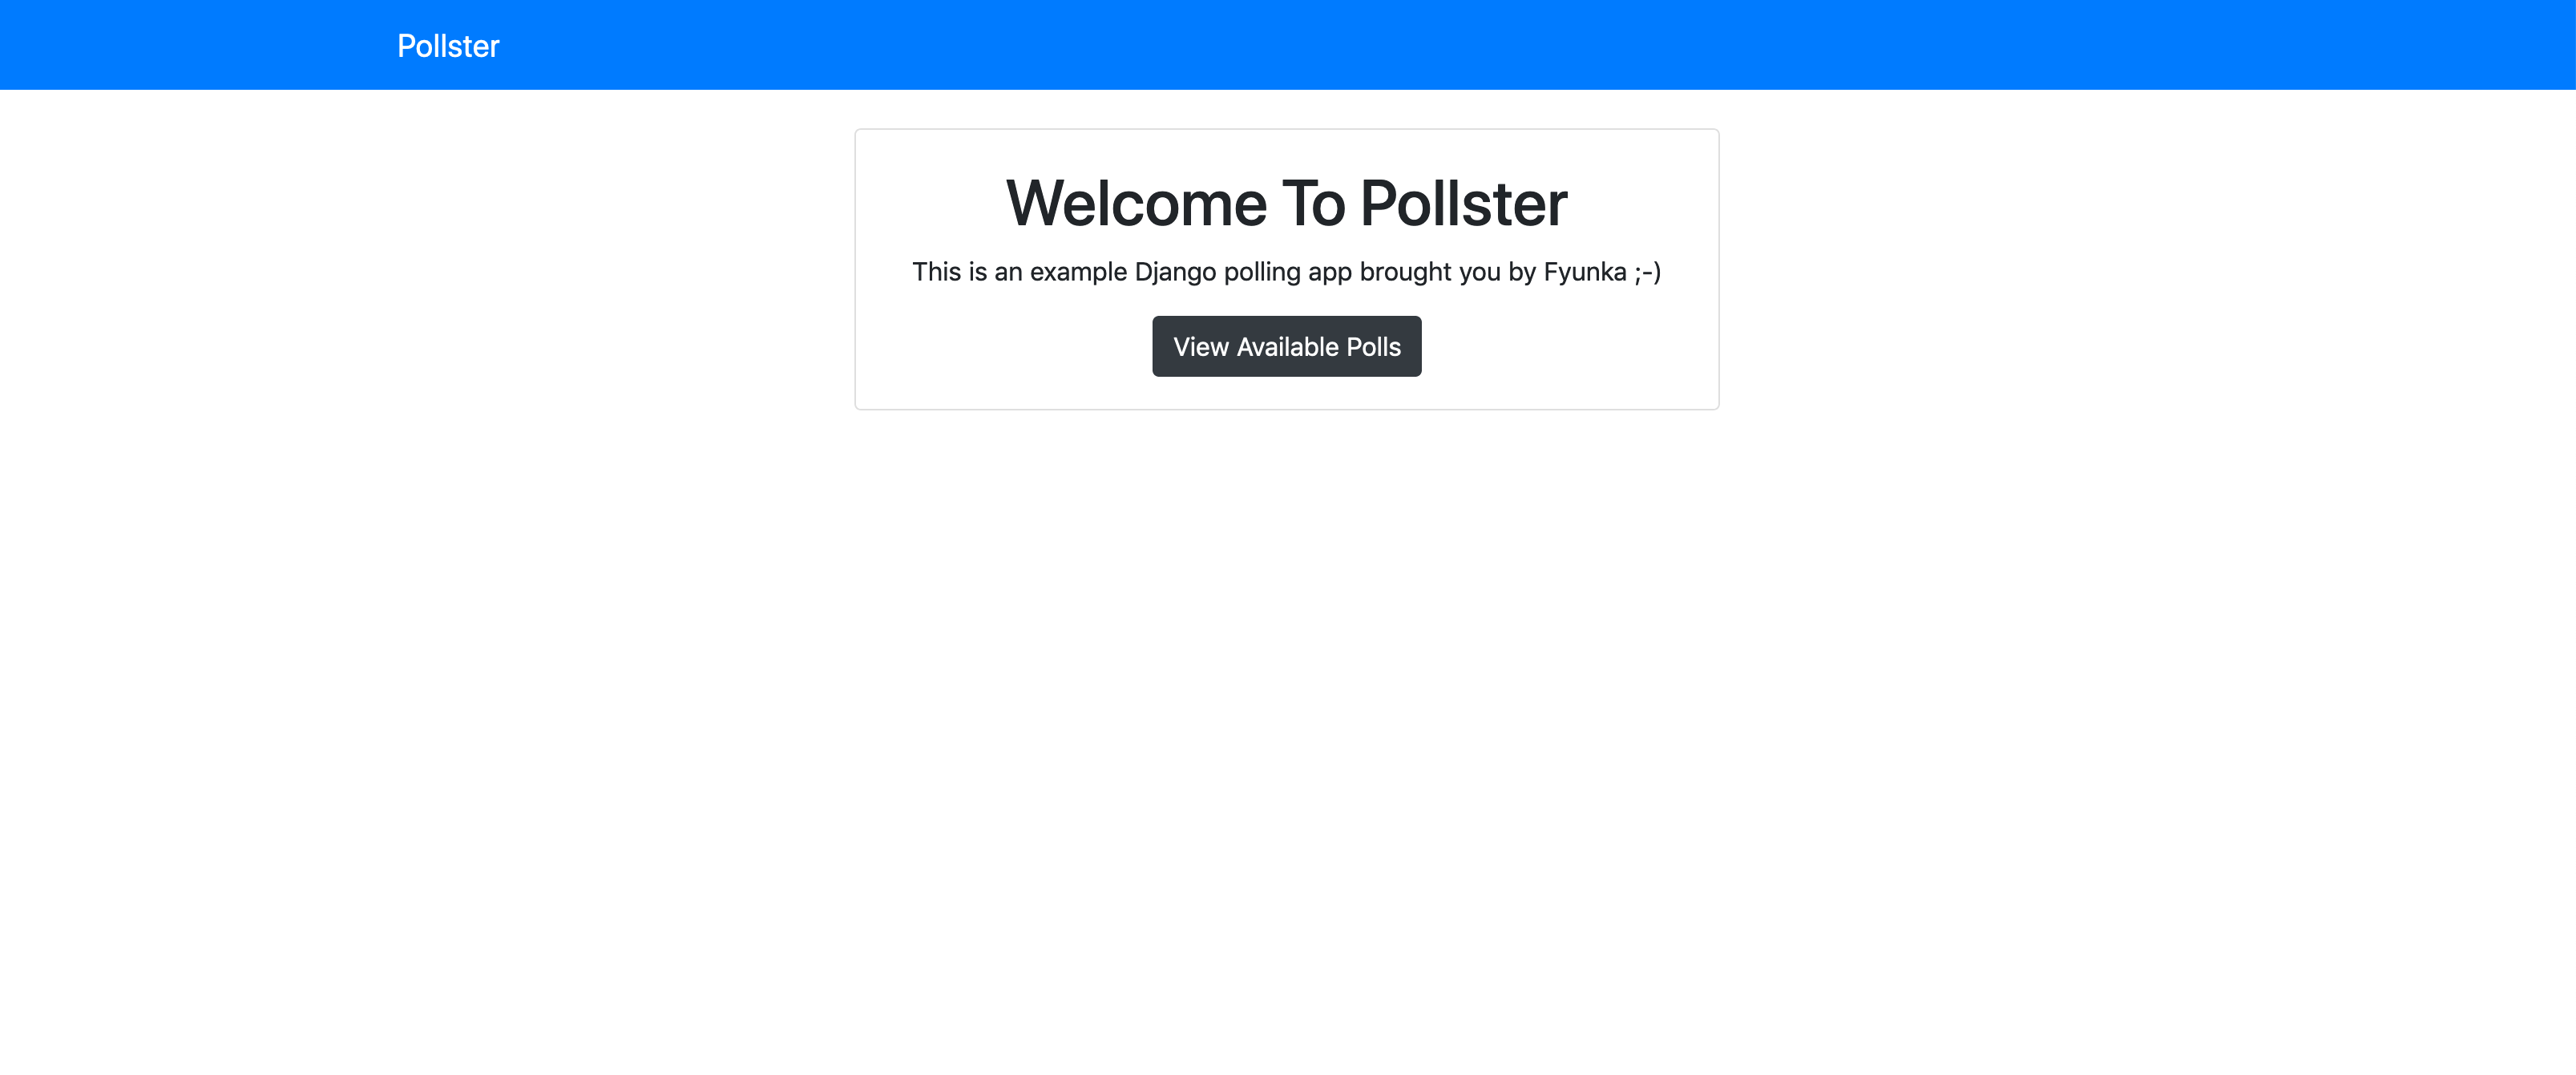 Pollster
Welcome To Pollster
This is an example Django polling app brought you by Fyunka ;-)
View Available Polls